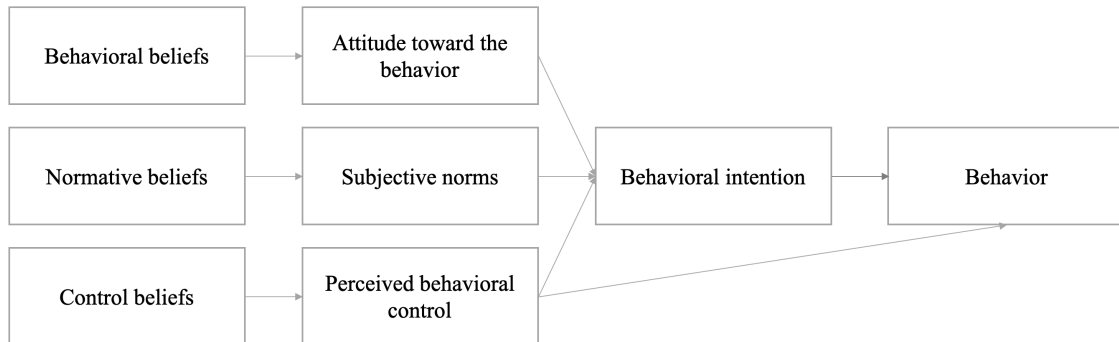 Behavioral beliefs
Attitude toward the
behavior
Normative beliefs
Subjective norms
Behavioral intention
Behavior
Control beliefs
Perceived behavioral
control